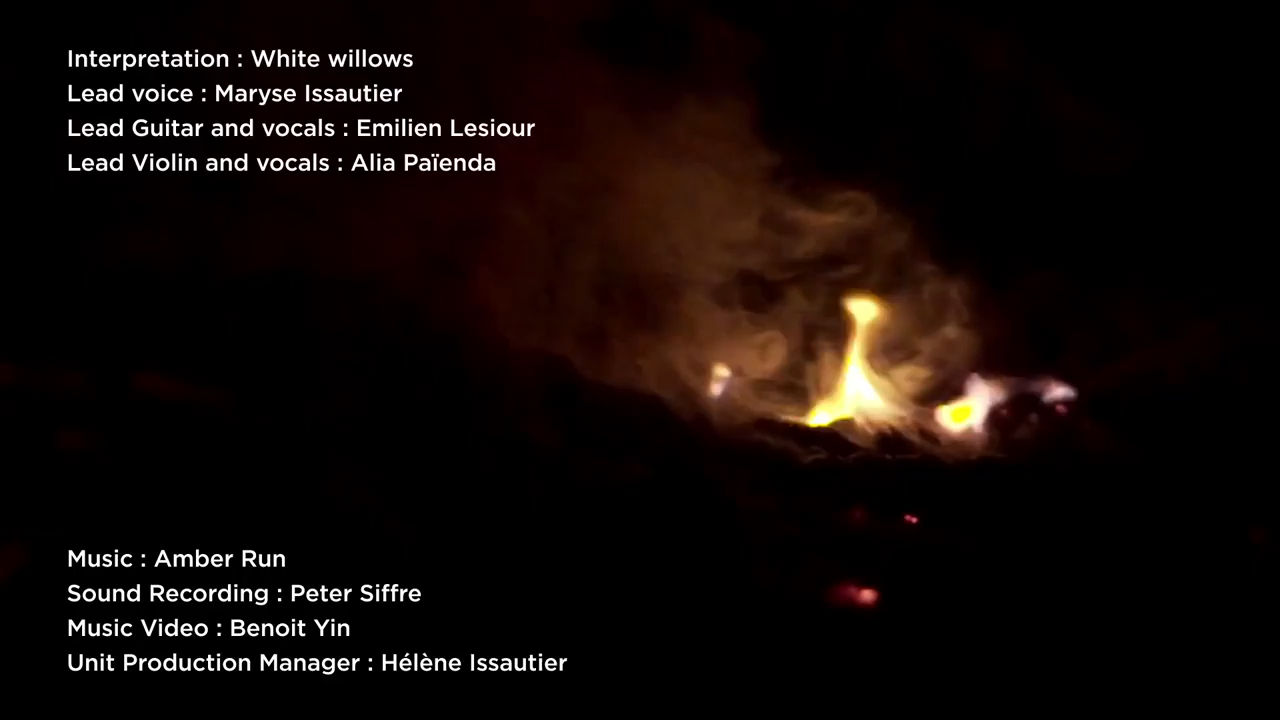 Interpretation : White willows
Lead voice : Maryse Issautier
Lead Guitar and vocals : Emilien Lesiour
Lead Violin and vocals : Alia Païenda
Music : Amber Run
Sound Recording : Peter Siffre
Music Video : Benoit Yin
Unit Production Manager : Hélène Issautier